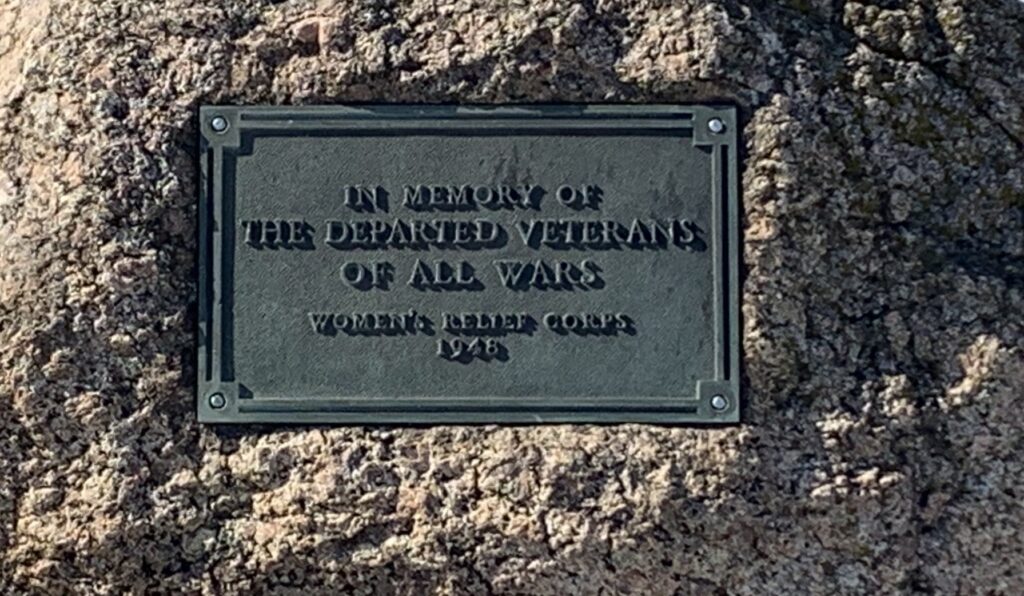 IN MEMORY OF
THE DEPARTED VETERANS
OF ALL WARS
WOMEN'S RELIEF CORPS
1948